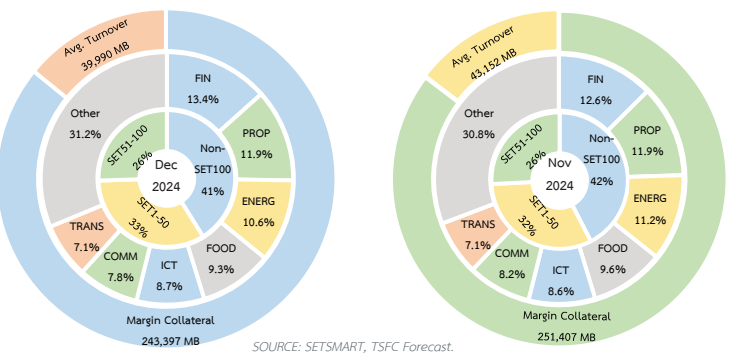 Avg. Turnover
39,990 MB
Other
31.2%
FIN
13.4%
PROP
11.9%
ENERG
10.6%
FOOD
9.3%
ICT
8.7%
COMM
7.8%
TRANS
7.1%
SET51-100
26%
Non-
SET100
41%
SET1-50
33%
Dec
2024
Margin Collateral
243,397 MB
Avg. Turnover
43,152 MB
Other
30.8%
FIN
12.6%
PROP
11.9%
ENERG
11.2%
FOOD
9.6%
ICT
8.6%
COMM
8.2%
TRANS
7.1%
SET51-100
26%
Non-
SET100
42%
SET1-50
32%
Nov
2024
Margin Collateral
251,407 MB
SOURCE: SETSMART, TSFC Forecast.